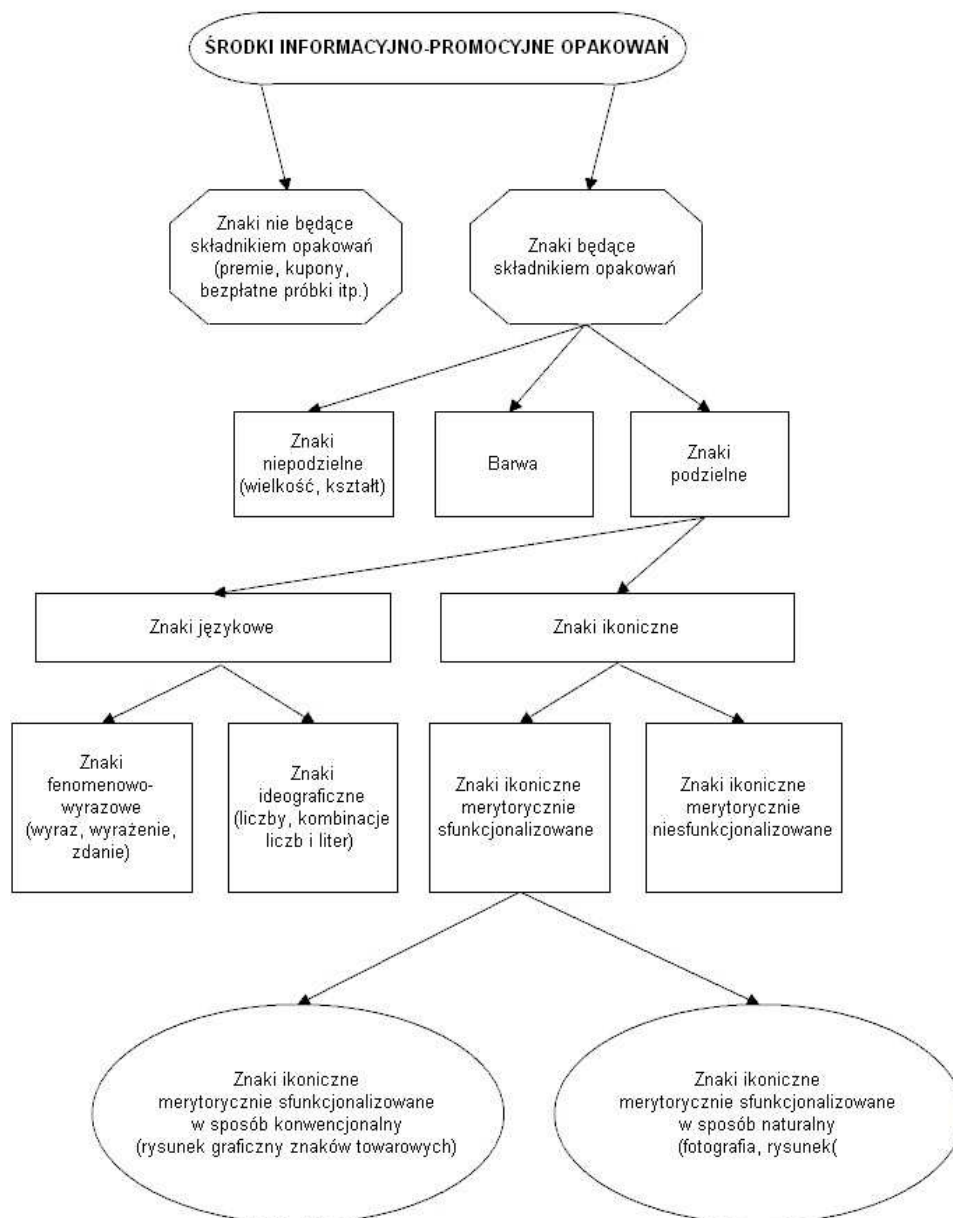 ŚRODKI INFORMACYJNO-PROMOCYJNE OPAKOWAŃ
Znaki nie będące
składnikiem opakowań
(premie, kupony,
bezpłatne próbki itp.)
Znaki będące
składnikiem opakowań
Znaki
niepodzielne
(wielkość, kształt)
Barwa
Znaki
podzielne
Znaki językowe
Znaki ikoniczne
Znaki
fenomenowo-
wyrazowe
(wyraz, wyrażenie,
zdanie)
Znaki
ideograficzne
(liczby, kombinacje
liczb i liter)
Znaki ikoniczne
merytorycznie
sfunkcjonalizowane
Znaki ikoniczne
merytorycznie
niesfunkcjonalizowane
Znaki ikoniczne
merytorycznie sfunkcjonalizowane
w sposób konwencjonalny
(rysunek graficzny znaków towarowych)
Znaki ikoniczne
merytorycznie sfunkcjonalizowane
w sposób naturalny
(fotografia, rysunek(